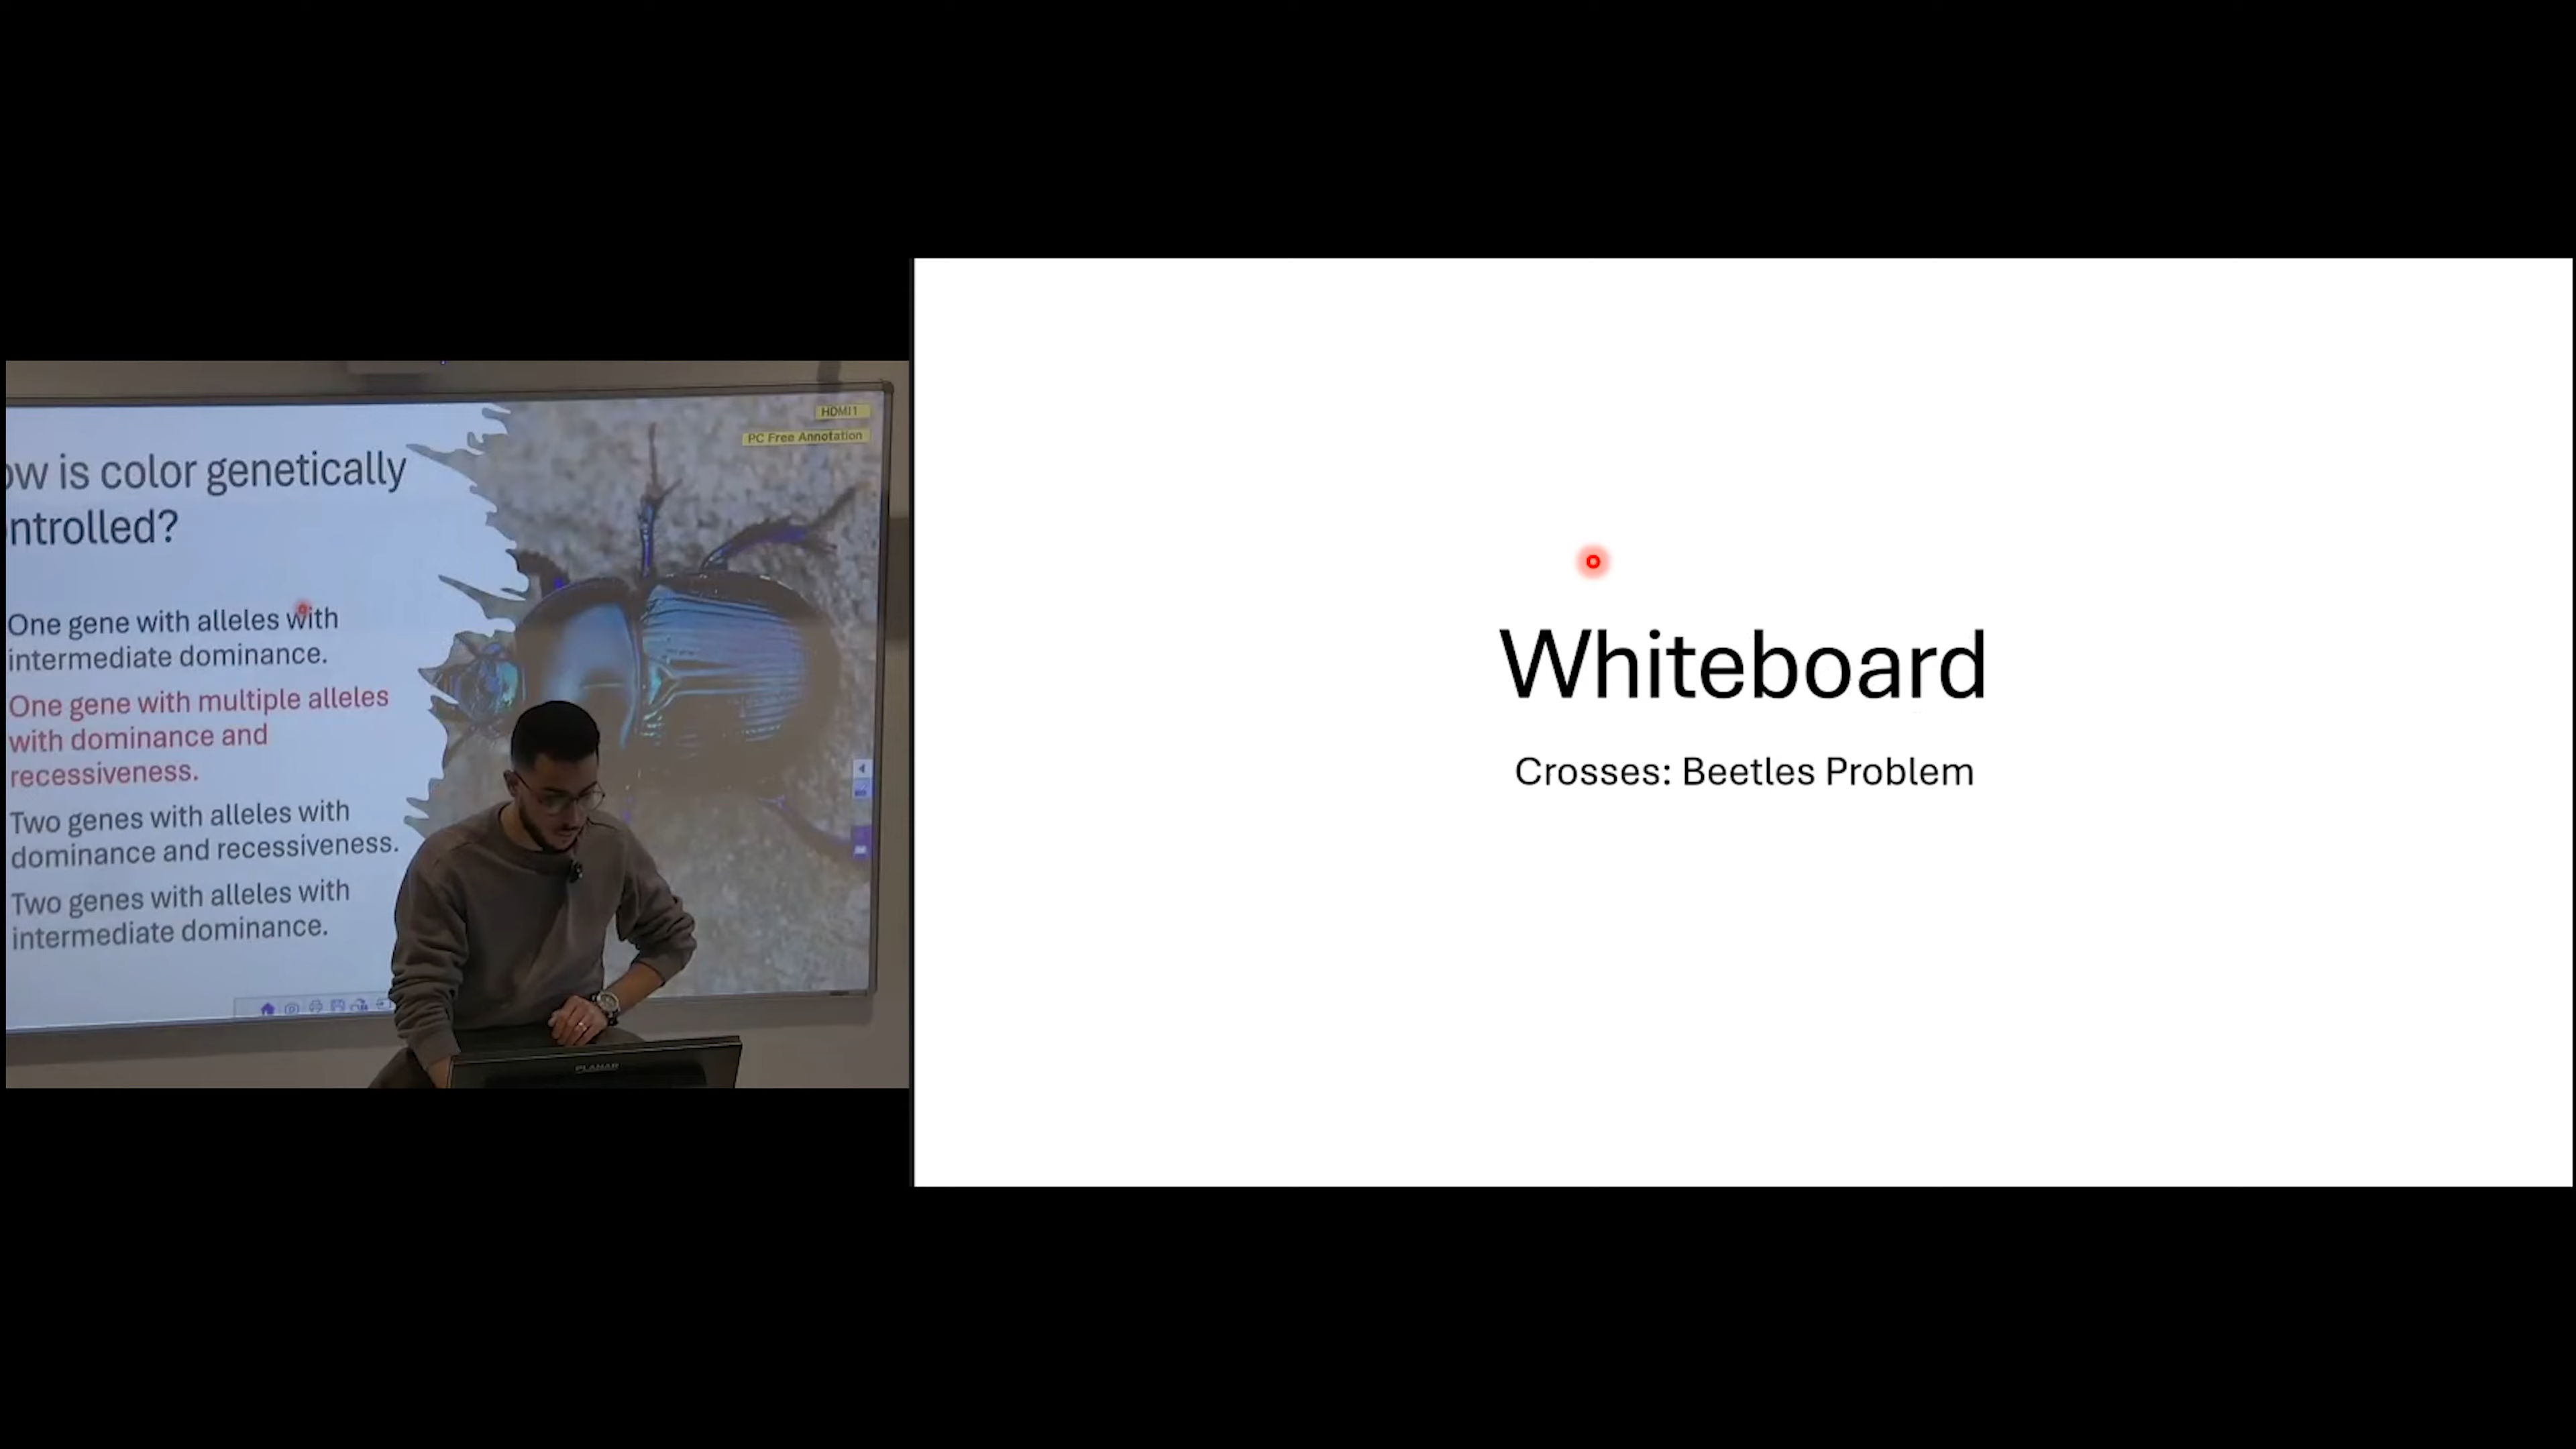 HDMI1
PC Free Annotation
ow is color genetically
ntrolled?
One gene with alleles with
intermediate dominance.
One gene with multiple alleles
with dominance and
recessiveness.
Two genes with alleles with
dominance and recessiveness.
Two genes with alleles with
intermediate dominance.
PLANAR
Whiteboard
Crosses: Beetles Problem